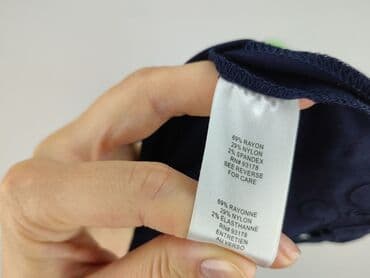 69% RAYON
29% NYLON
2% SPANDEX
RN# 93178
SEE REVERSE
FOR CARE
69% RAYONNE
29% NYLON
2% ELASTHANNE
RN# 93178
ENTRETIEN
AU VERSO